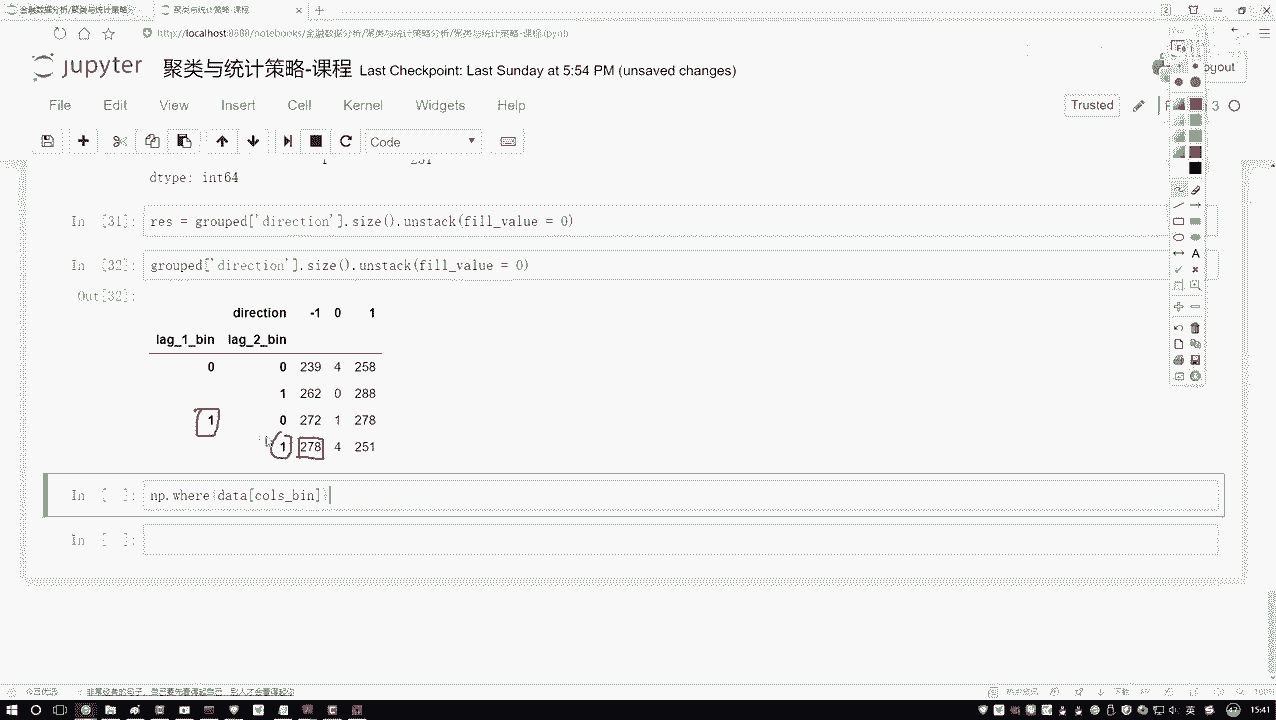 金融数据分析/聚类与统计策略
聚类与统计策略-课程
http://localhost:8888/notebooks/金融数据分析/聚类与统计策略分析/聚类与统计策略-课程.ipynb
jupyter 聚类与统计策略-课程 Last Checkpoint: Last Sunday at 5:54 PM (unsaved changes)
File Edit View Insert Cell Kernel Widgets Help
Trusted
Code
dtype: int64
In [31]: res = grouped['direction'].size().unstack(fill_value = 0)
In [32]: grouped['direction'].size().unstack(fill_value = 0)
Out[32]:
direction -1 0 1
lag_1_bin lag_2_bin
0 0 239 4 258
1 262 0 288
1 0 272 1 278
1 278 4 251
In [ ]: np.where(data[cols_bin])
In [ ]:
英
15:41